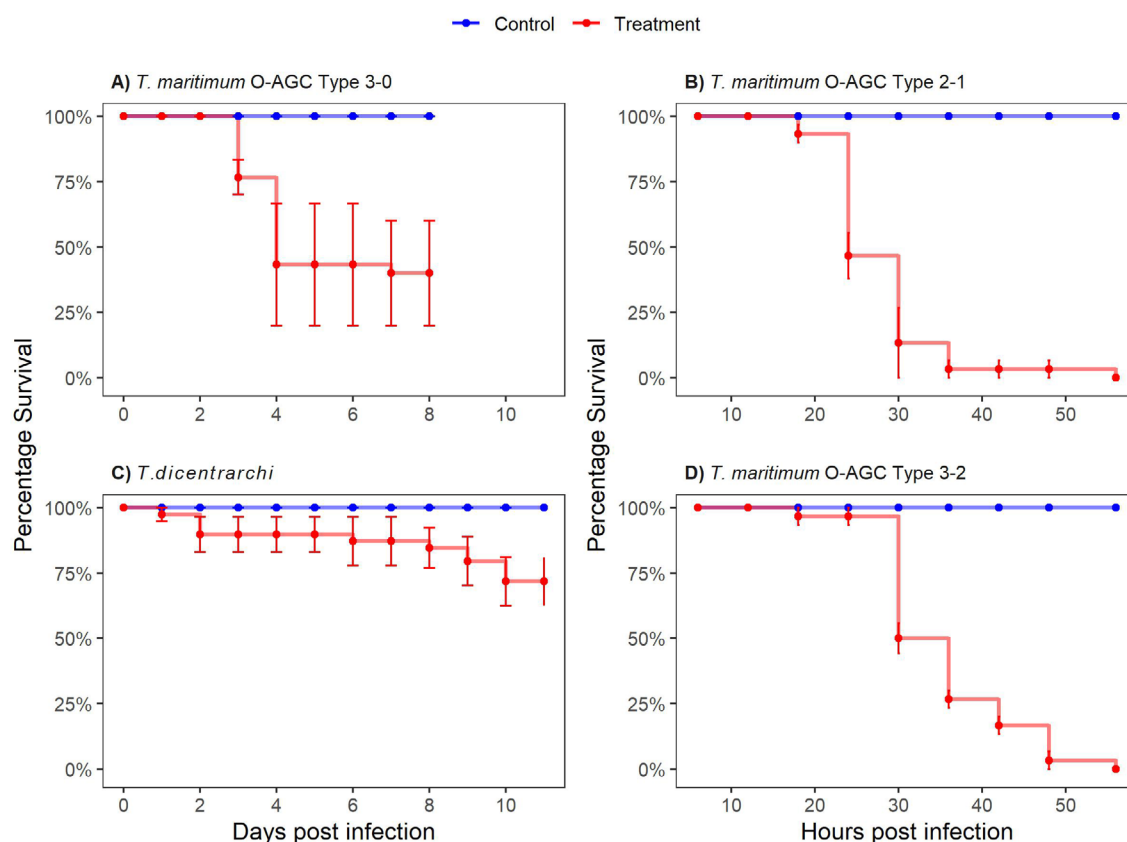 Control Treatment
A) T. maritimum O-AGC Type 3-0
B) T. maritimum O-AGC Type 2-1
100%
75%
50%
25%
0%
0 2 4 6 8 10
100%
75%
50%
25%
0%
10 20 30 40 50
Percentage Survival
Percentage Survival
C) T.dicentrarchi
D) T. maritimum O-AGC Type 3-2
100%
75%
50%
25%
0%
0 2 4 6 8 10
Days post infection
100%
75%
50%
25%
0%
10 20 30 40 50
Hours post infection